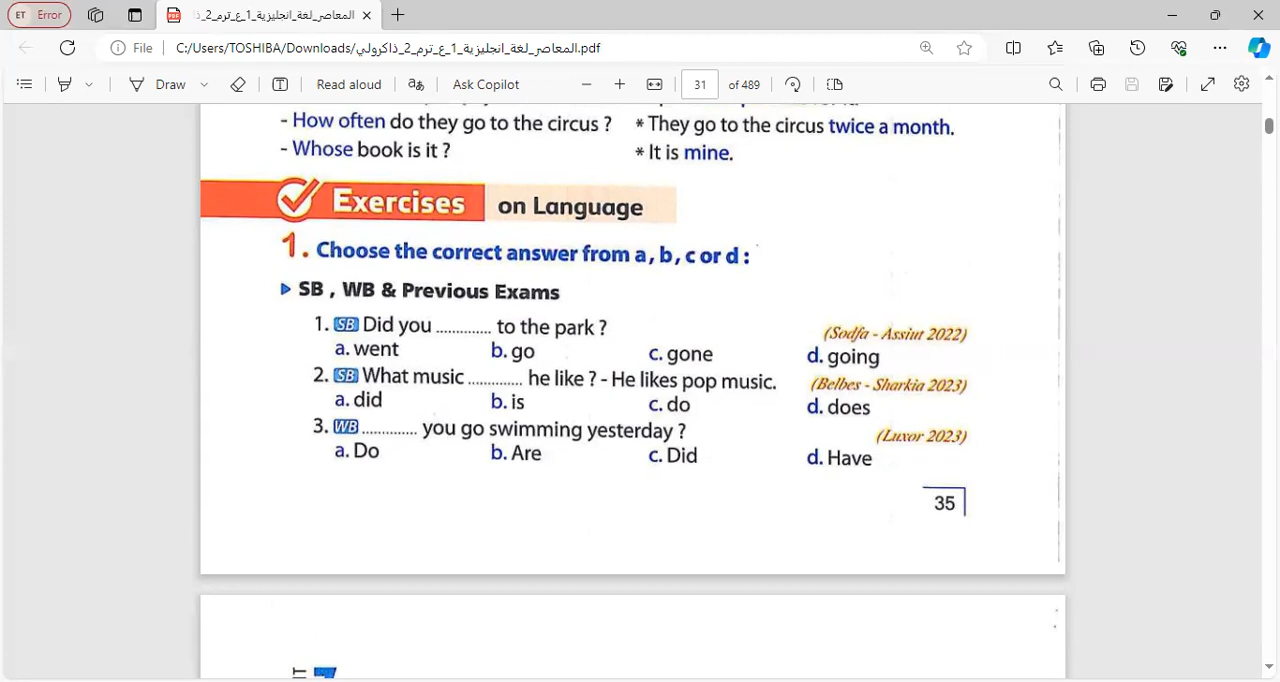 ET Error
المعاصر_لغة_انجليزية_1_ع_ترم_2_ذا
File C:/Users/TOSHIBA/Downloads/المعاصر_لغة_انجليزية_1_ع_ترم_2_ذاكرولي.pdf
Draw Read aloud aあ Ask Copilot 31 of 489
- How often do they go to the circus ? * They go to the circus twice a month.
- Whose book is it ? * It is mine.
Exercises on Language
1. Choose the correct answer from a, b, c or d :
SB , WB & Previous Exams
1. SB Did you ............. to the park ? (Sodfa - Assiut 2022)
a. went b. go c. gone d. going
2. SB What music ............. he like ? - He likes pop music. (Belbes - Sharkia 2023)
a. did b. is c. do d. does
3. WB ............. you go swimming yesterday ? (Luxor 2023)
a. Do b. Are c. Did d. Have
35